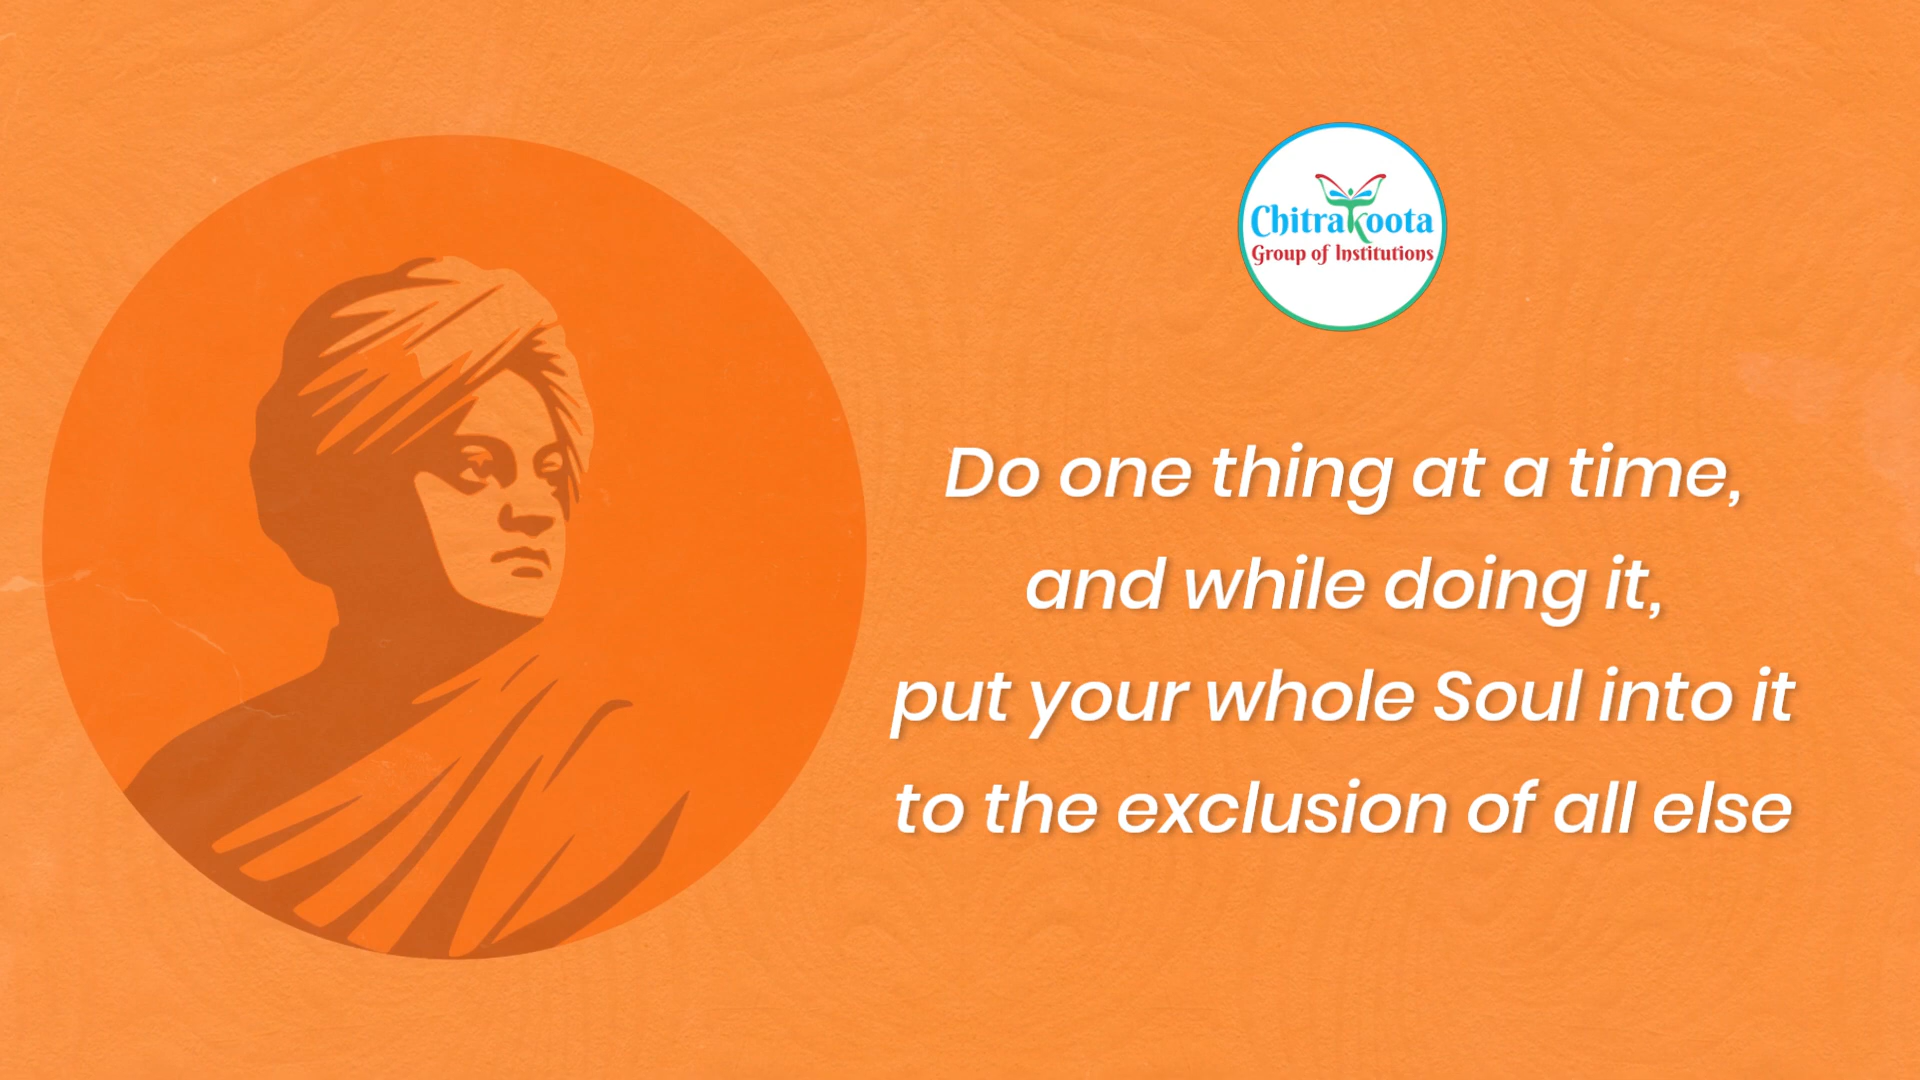 Chitrakoota
Group of Institutions
Do one thing at a time,
and while doing it,
put your whole Soul into it
to the exclusion of all else